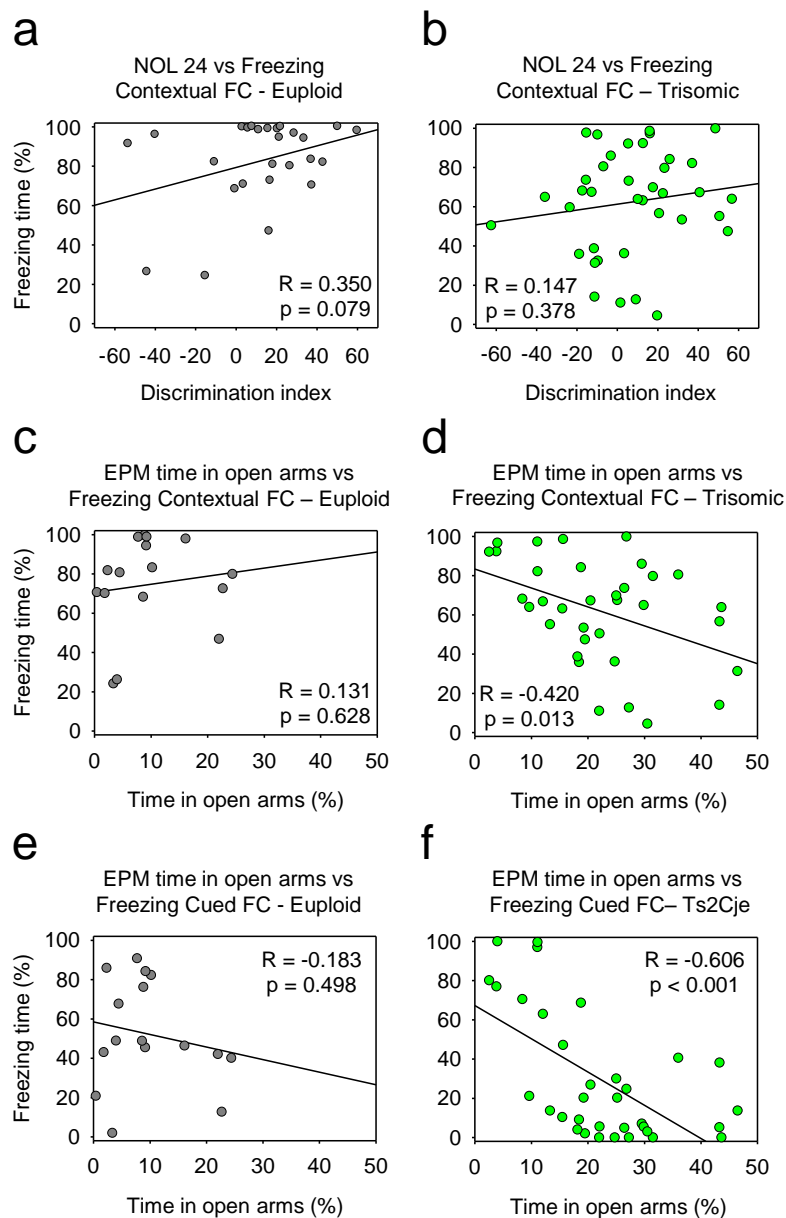 a
NOL 24 vs Freezing
Contextual FC - Euploid
Freezing time (%)
100
80
60
40
20
0
R = 0.350
p = 0.079
-60 -40 -20 0 20 40 60
Discrimination index
b
NOL 24 vs Freezing
Contextual FC – Trisomic
100
80
60
40
20
0
R = 0.147
p = 0.378
-60 -40 -20 0 20 40 60
Discrimination index
c
EPM time in open arms vs
Freezing Contextual FC – Euploid
Freezing time (%)
100
80
60
40
20
0
R = 0.131
p = 0.628
0 10 20 30 40 50
Time in open arms (%)
d
EPM time in open arms vs
Freezing Contextual FC – Trisomic
100
80
60
40
20
0
R = -0.420
p = 0.013
0 10 20 30 40 50
Time in open arms (%)
e
EPM time in open arms vs
Freezing Cued FC - Euploid
Freezing time (%)
100
80
60
40
20
0
R = -0.183
p = 0.498
0 10 20 30 40 50
Time in open arms (%)
f
EPM time in open arms vs
Freezing Cued FC– Ts2Cje
100
80
60
40
20
0
R = -0.606
p < 0.001
0 10 20 30 40 50
Time in open arms (%)